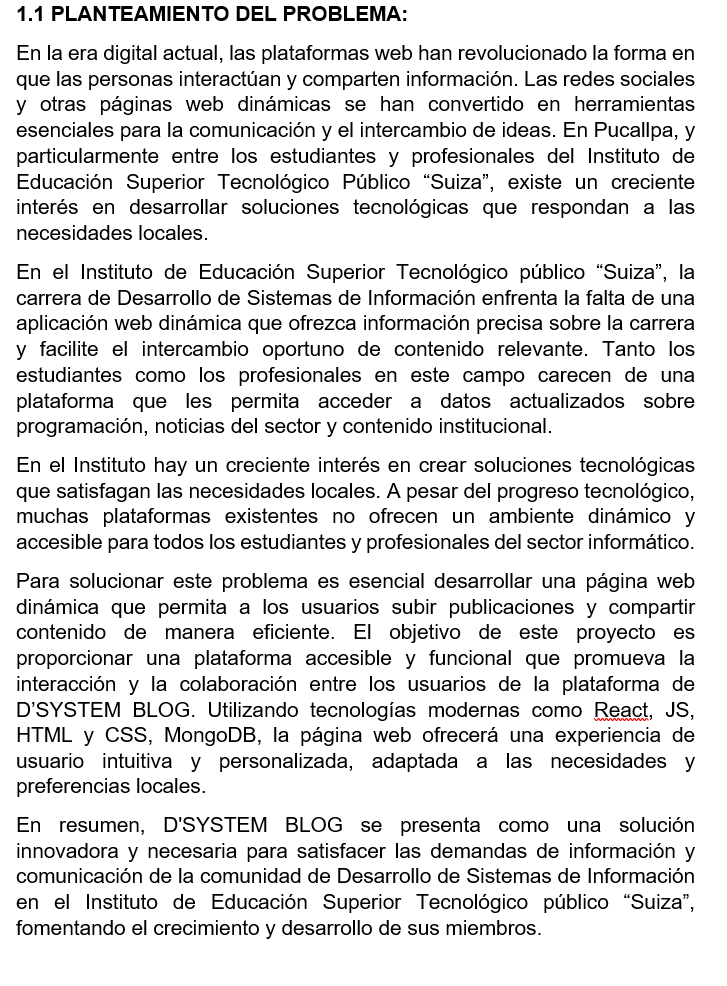 1.1 PLANTEAMIENTO DEL PROBLEMA:
En la era digital actual, las plataformas web han revolucionado la forma en
que las personas interactúan y comparten información. Las redes sociales
y otras páginas web dinámicas se han convertido en herramientas
esenciales para la comunicación y el intercambio de ideas. En Pucallpa, y
particularmente entre los estudiantes y profesionales del Instituto de
Educación Superior Tecnológico Público “Suiza”, existe un creciente
interés en desarrollar soluciones tecnológicas que respondan a las
necesidades locales.
En el Instituto de Educación Superior Tecnológico público “Suiza”, la
carrera de Desarrollo de Sistemas de Información enfrenta la falta de una
aplicación web dinámica que ofrezca información precisa sobre la carrera
y facilite el intercambio oportuno de contenido relevante. Tanto los
estudiantes como los profesionales en este campo carecen de una
plataforma que les permita acceder a datos actualizados sobre
programación, noticias del sector y contenido institucional.
En el Instituto hay un creciente interés en crear soluciones tecnológicas
que satisfagan las necesidades locales. A pesar del progreso tecnológico,
muchas plataformas existentes no ofrecen un ambiente dinámico y
accesible para todos los estudiantes y profesionales del sector informático.
Para solucionar este problema es esencial desarrollar una página web
dinámica que permita a los usuarios subir publicaciones y compartir
contenido de manera eficiente. El objetivo de este proyecto es
proporcionar una plataforma accesible y funcional que promueva la
interacción y la colaboración entre los usuarios de la plataforma de
D’SYSTEM BLOG. Utilizando tecnologías modernas como React, JS,
HTML y CSS, MongoDB, la página web ofrecerá una experiencia de
usuario intuitiva y personalizada, adaptada a las necesidades y
preferencias locales.
En resumen, D'SYSTEM BLOG se presenta como una solución
innovadora y necesaria para satisfacer las demandas de información y
comunicación de la comunidad de Desarrollo de Sistemas de Información
en el Instituto de Educación Superior Tecnológico público “Suiza”,
fomentando el crecimiento y desarrollo de sus miembros.